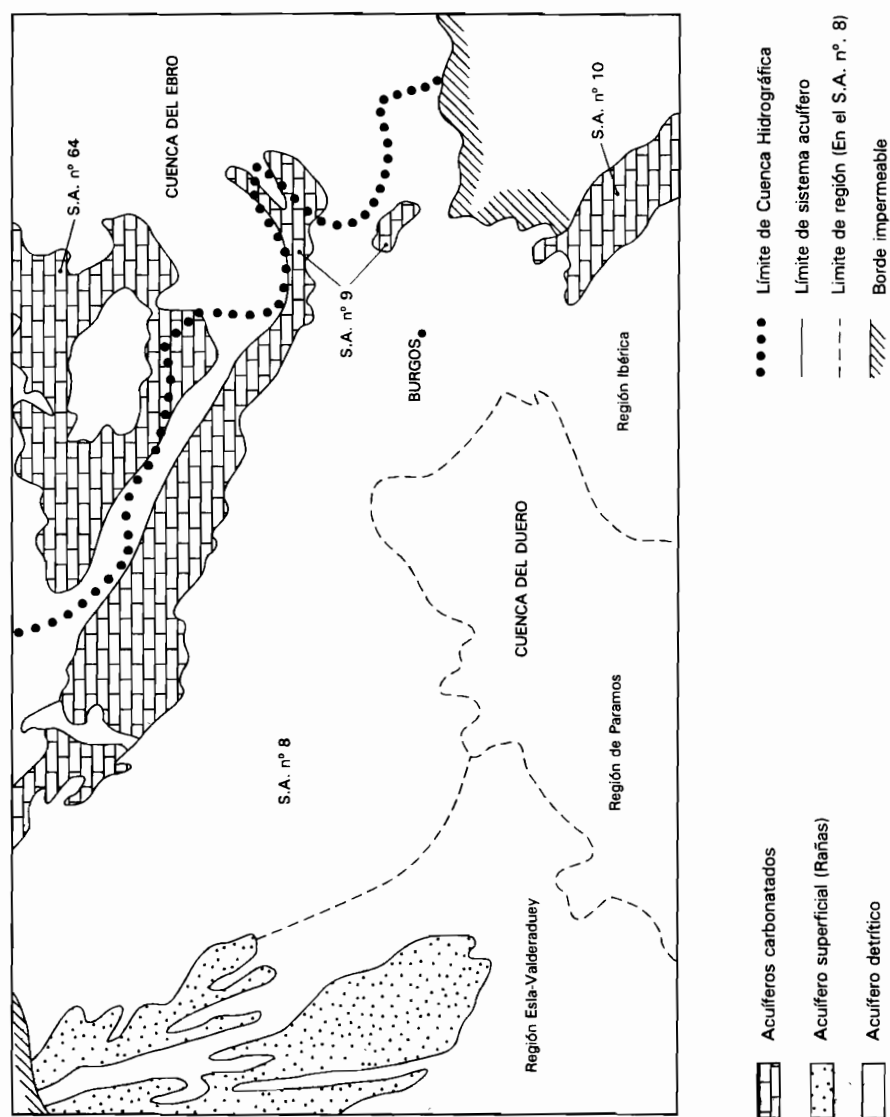 S.A. nº 64
CUENCA DEL EBRO
S.A. nº 9
BURGOS
S.A. nº 10
S.A. nº 8
CUENCA DEL DUERO
Región Ibérica
Región de Paramos
Región Esla-Valderaduey
Acuíferos carbonatados
Acuífero superficial (Rañas)
Acuífero detrítico
Límite de Cuenca Hidrográfica
Límite de sistema acuífero
Limite de región (En el S.A. nº. 8)
Borde impermeable